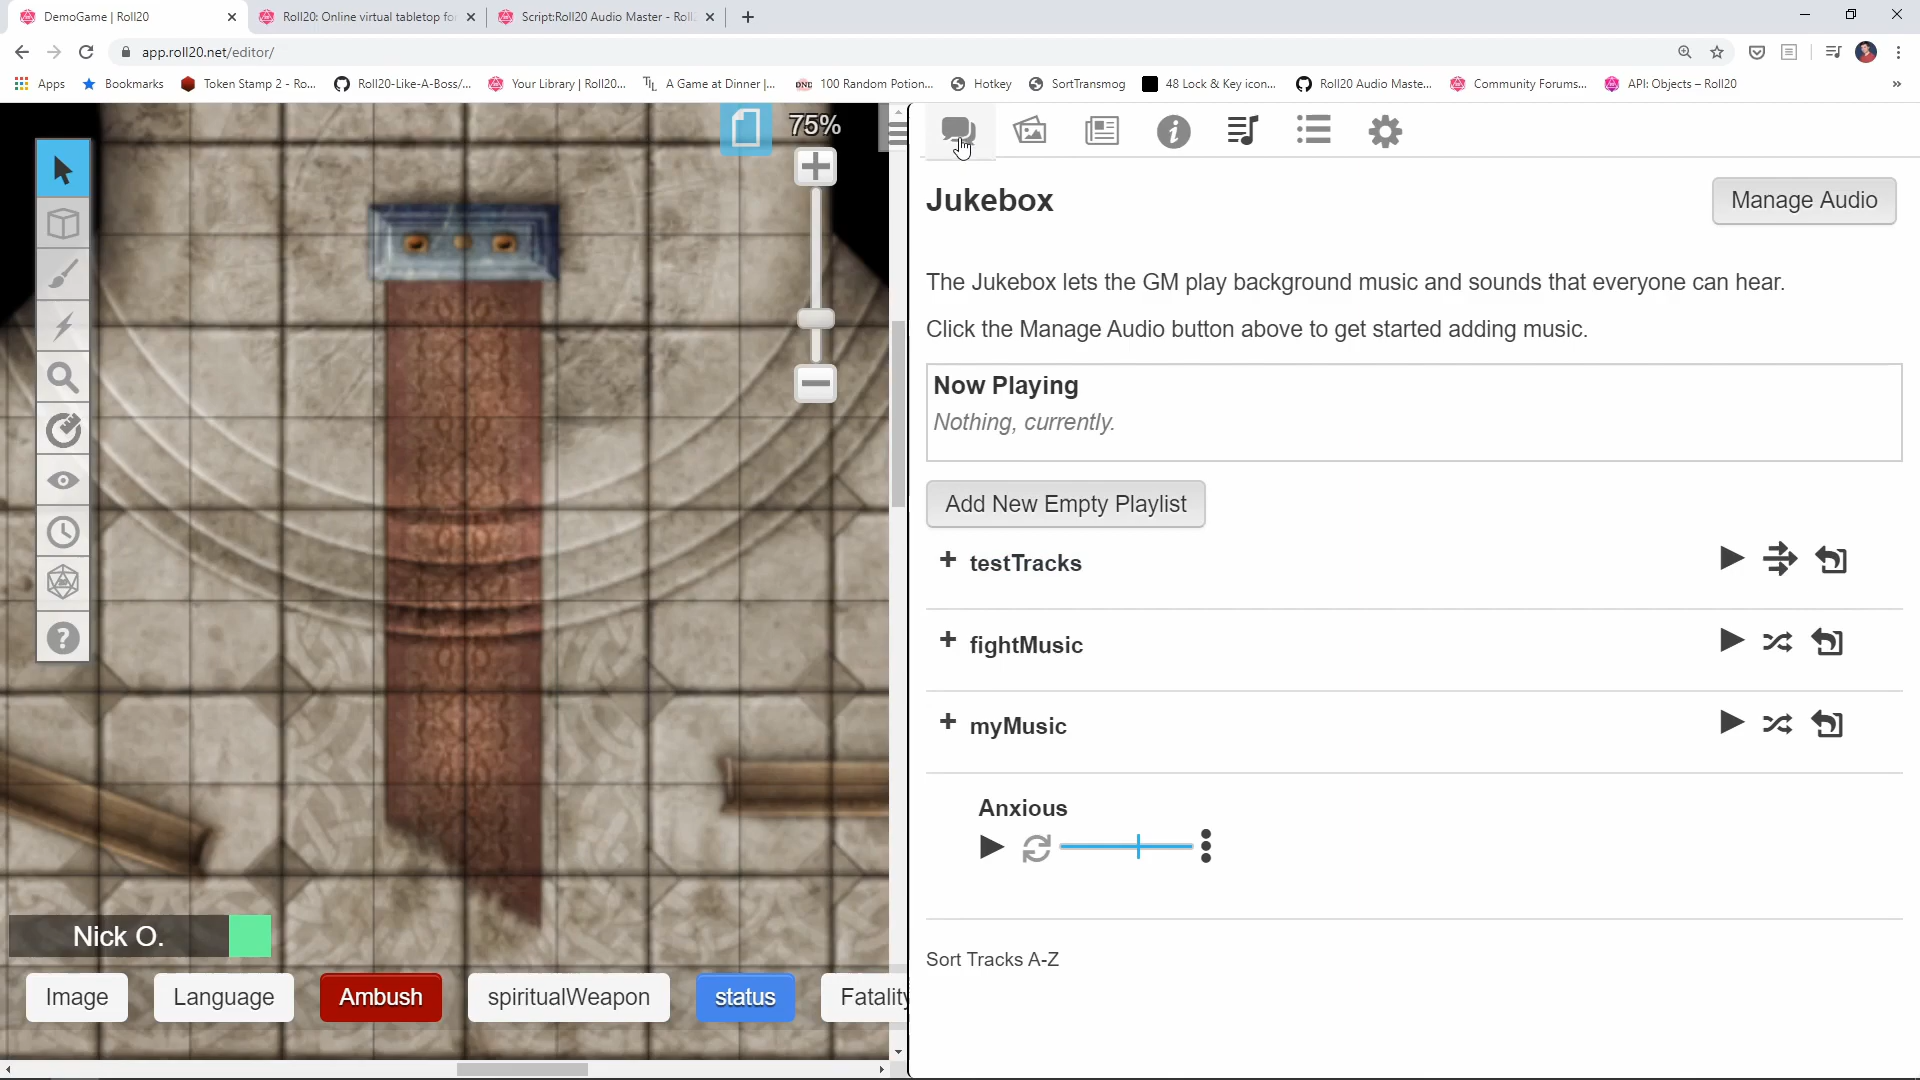 DemoGame | Roll20
Roll20: Online virtual tabletop fo
Script:Roll20 Audio Master - Roll
app.roll20.net/editor/
Apps
Bookmarks
Token Stamp 2 - Ro...
Roll20-Like-A-Boss/...
Your Library | Roll20...
A Game at Dinner |...
100 Random Potion...
Hotkey
SortTransmog
48 Lock & Key icon...
Roll20 Audio Maste...
Community Forums...
API: Objects – Roll20
»
75%
Jukebox
Manage Audio
The Jukebox lets the GM play background music and sounds that everyone can hear.
Click the Manage Audio button above to get started adding music.
Now Playing
Nothing, currently.
Add New Empty Playlist
+ testTracks
+ fightMusic
+ myMusic
Anxious
Sort Tracks A-Z
Nick O.
Image
Language
Ambush
spiritualWeapon
status
Fatality